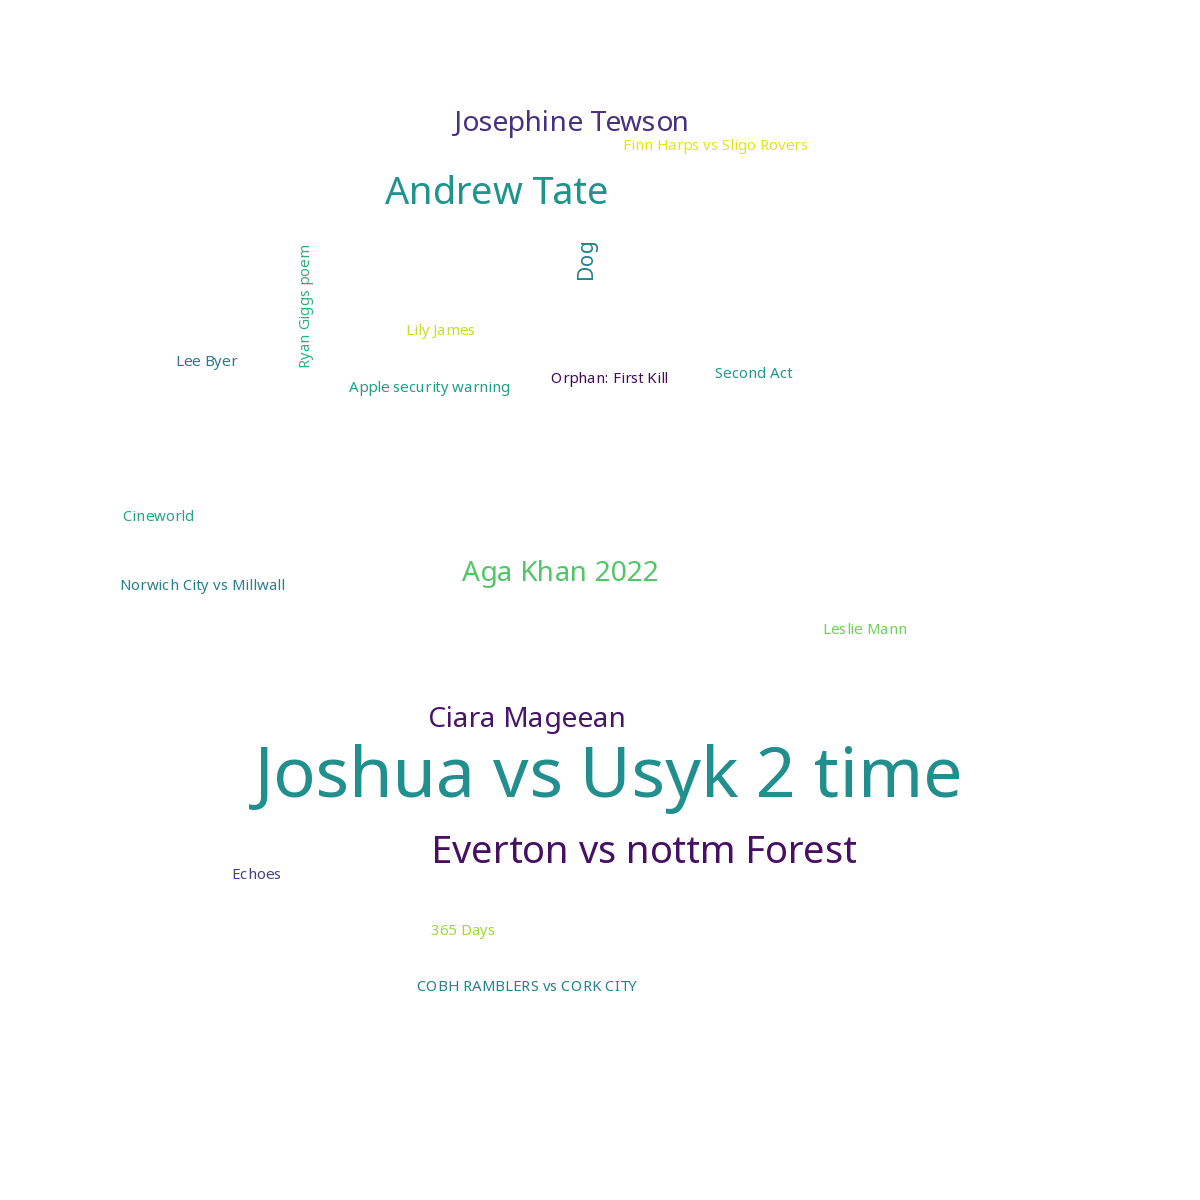 Josephine Tewson
Finn Harps vs Sligo Rovers
Andrew Tate
Dog
Ryan Giggs poem
Lily James
Lee Byer
Second Act
Orphan: First Kill
Apple security warning
Cineworld
Aga Khan 2022
Norwich City vs Millwall
Leslie Mann
Ciara Mageean
Joshua vs Usyk 2 time
Everton vs nottm Forest
Echoes
365 Days
COBH RAMBLERS vs CORK CITY